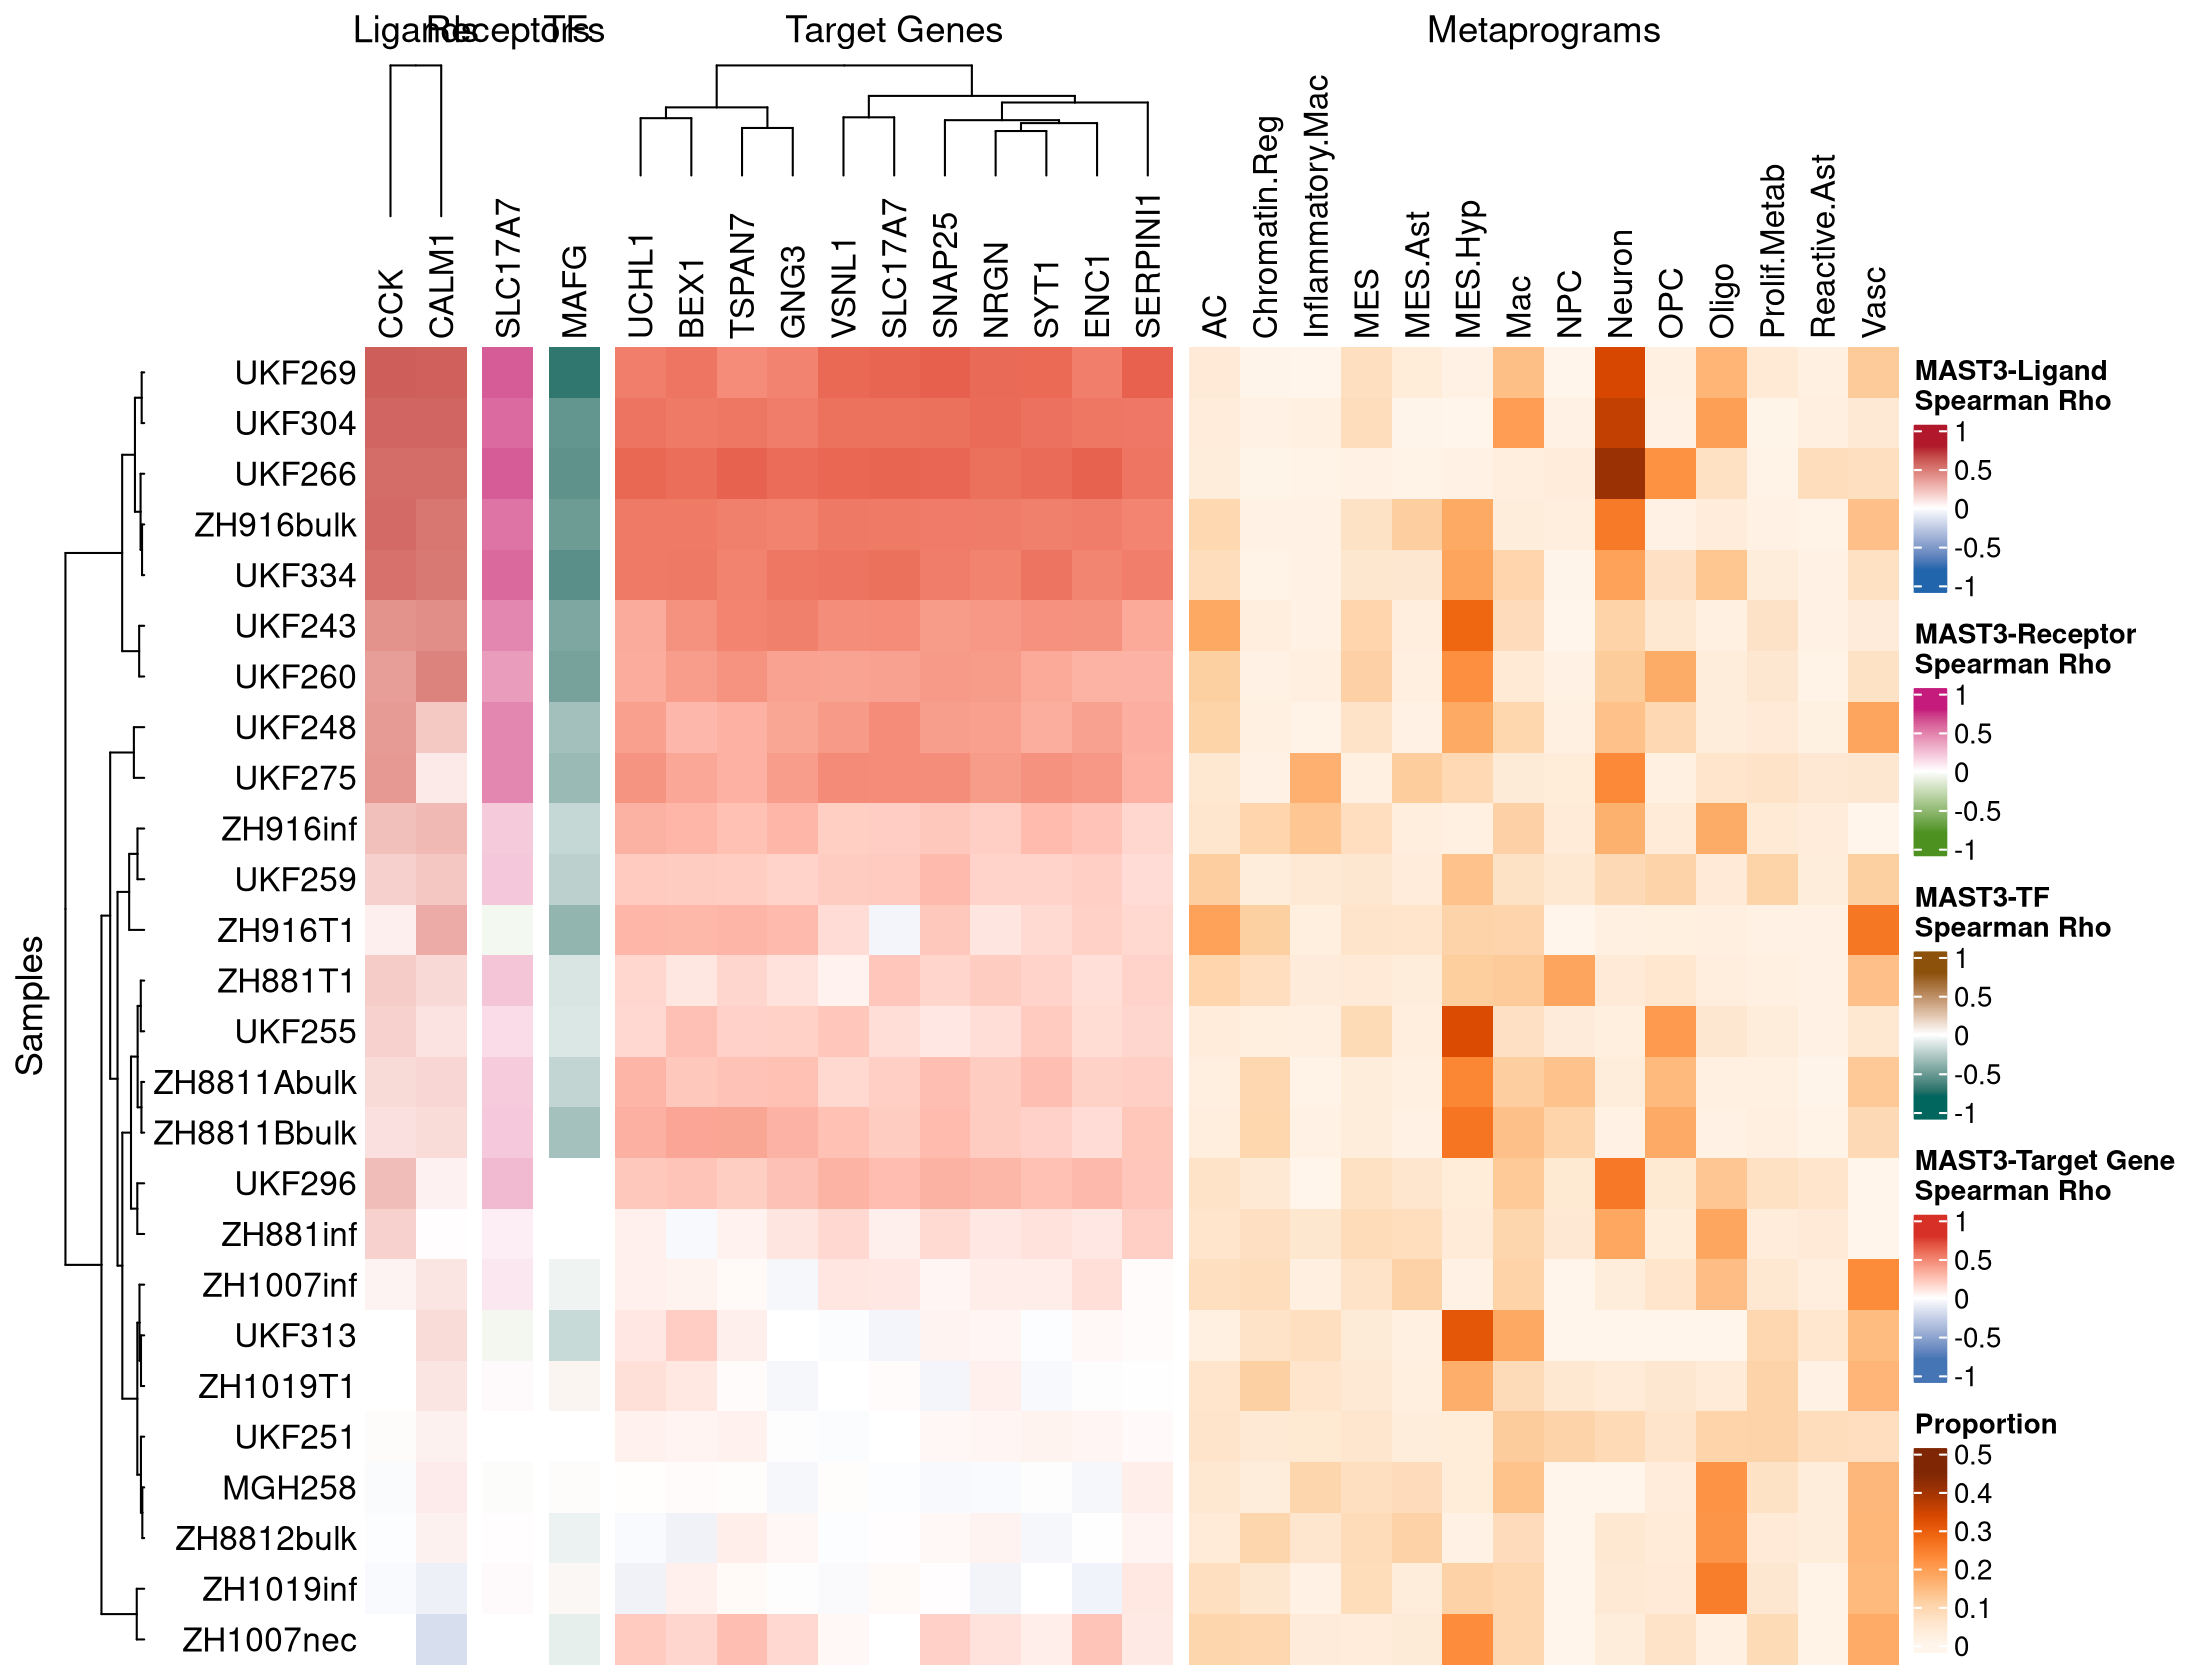 Ligands Receptors TFs Target Genes Metaprograms
CCK CALM1 SLC17A7 MAFG UCHL1 BEX1 TSPAN7 GNG3 VSNL1 SLC17A7 SNAP25 NRGN SYT1 ENC1 SERPINI1 AC Chromatin.Reg Inflammatory.Mac MES MES.Ast MES.Hyp Mac NPC Neuron OPC Oligo Prolif.Metab Reactive.Ast Vasc
Samples
UKF269
UKF304
UKF266
ZH916bulk
UKF334
UKF243
UKF260
UKF248
UKF275
ZH916inf
UKF259
ZH916T1
ZH881T1
UKF255
ZH8811Abulk
ZH8811Bbulk
UKF296
ZH881inf
ZH1007inf
UKF313
ZH1019T1
UKF251
MGH258
ZH8812bulk
ZH1019inf
ZH1007nec
MAST3-Ligand
Spearman Rho
1
0.5
0
-0.5
-1
MAST3-Receptor
Spearman Rho
1
0.5
0
-0.5
-1
MAST3-TF
Spearman Rho
1
0.5
0
-0.5
-1
MAST3-Target Gene
Spearman Rho
1
0.5
0
-0.5
-1
Proportion
0.5
0.4
0.3
0.2
0.1
0